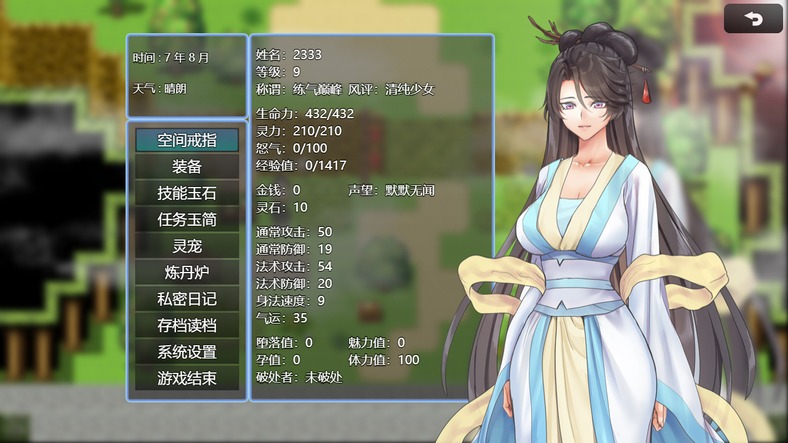 时间:7年8月
天气:晴朗
空间戒指
装备
技能玉石
任务玉简
灵宠
炼丹炉
私密日记
存档读档
系统设置
游戏结束
姓名: 2333
等级: 9
称谓: 练气巅峰 风评: 清纯少女
生命力: 432/432
灵力: 210/210
怒气: 0/100
经验值: 0/1417
金钱: 0 声望: 默默无闻
灵石: 10
通常攻击: 50
通常防御: 19
法术攻击: 54
法术防御: 20
身法速度: 9
气运: 35
堕落值: 0 魅力值: 0
孕值: 0 体力值: 100
破处者: 未破处